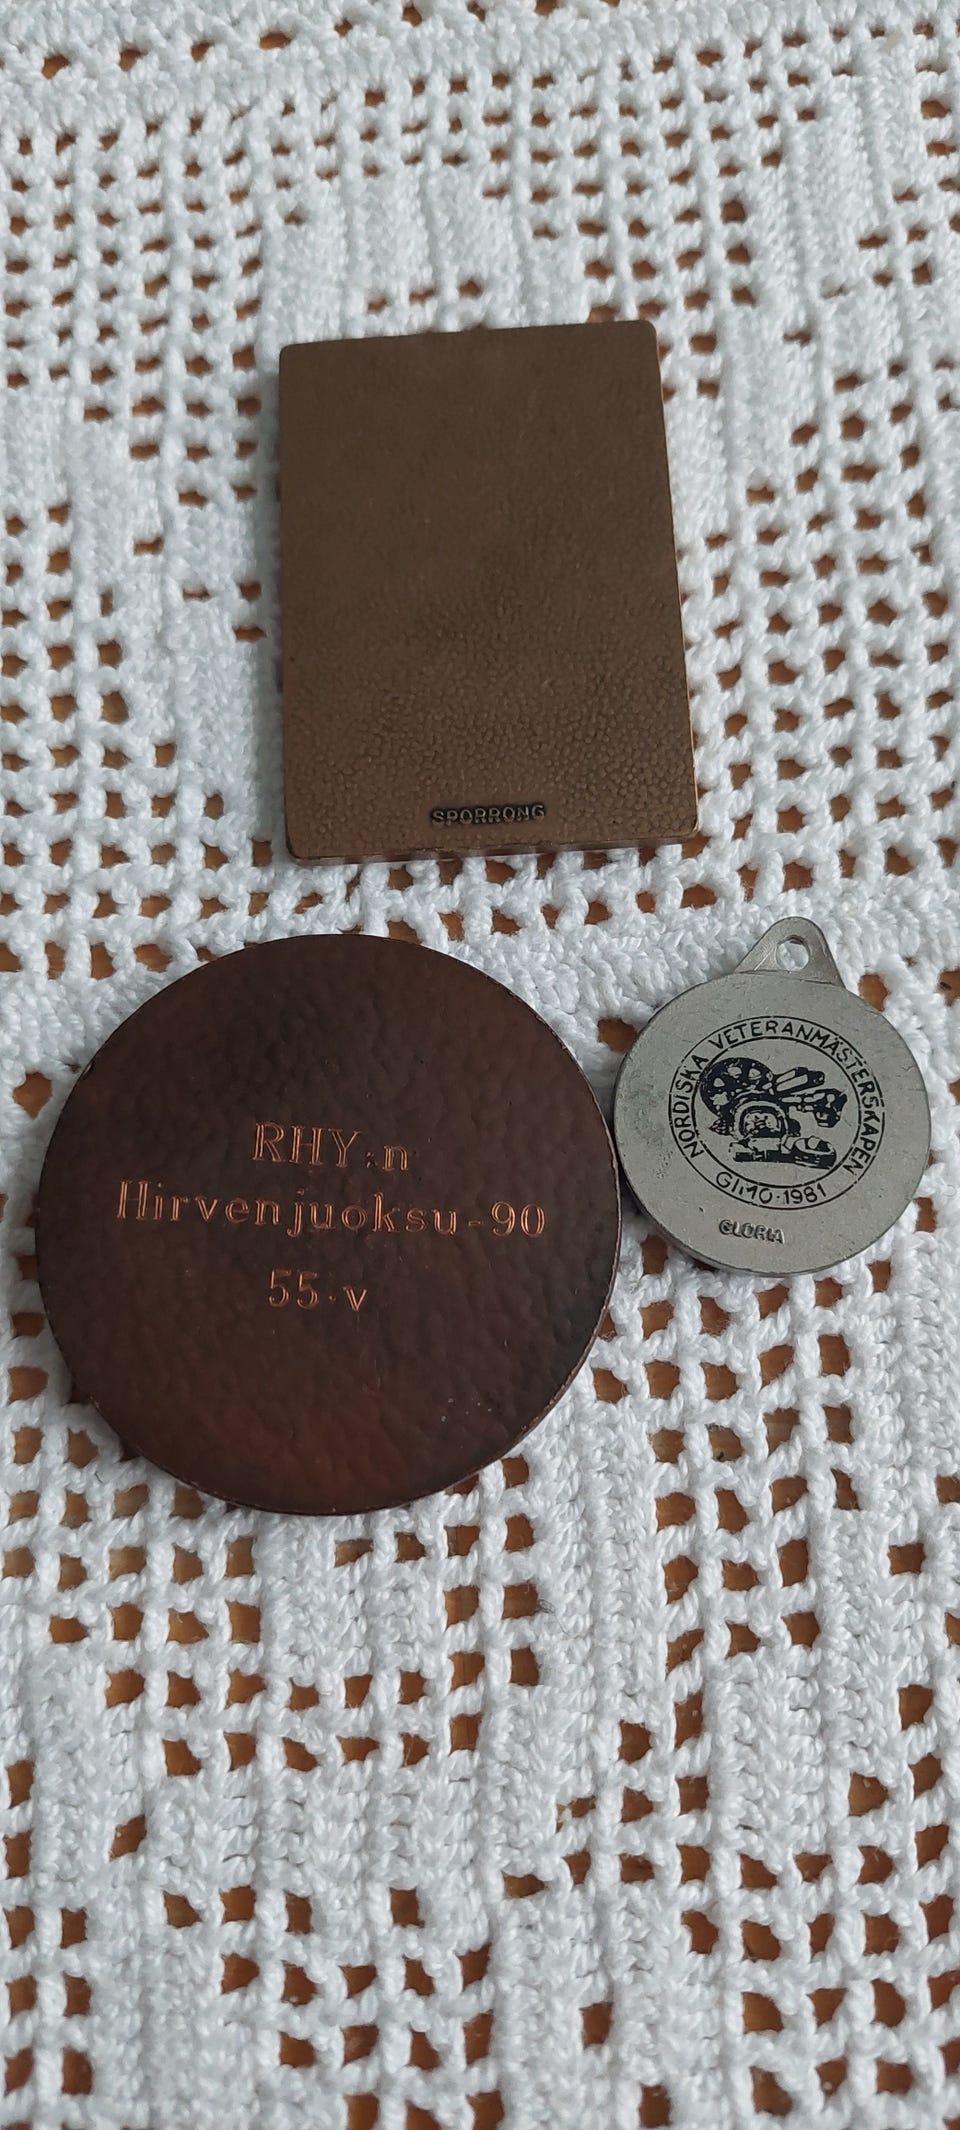 SPORRONG
RHY:n
Hirvenjuoksu-90
55.v
NORDISKA VETERANMÄSTERSKAPEN
GIMO·1981
GLORIA